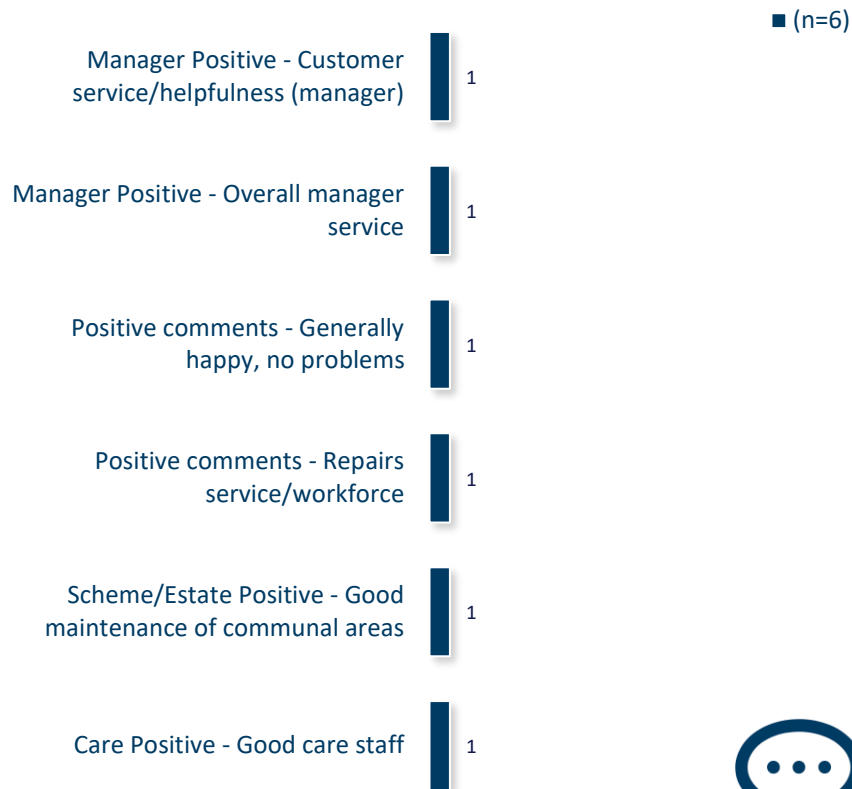 (n=6)
Manager Positive - Customer
service/helpfulness (manager)
1
Manager Positive - Overall manager
service
1
Positive comments - Generally
happy, no problems
1
Positive comments - Repairs
service/workforce
1
Scheme/Estate Positive - Good
maintenance of communal areas
1
Care Positive - Good care staff
1